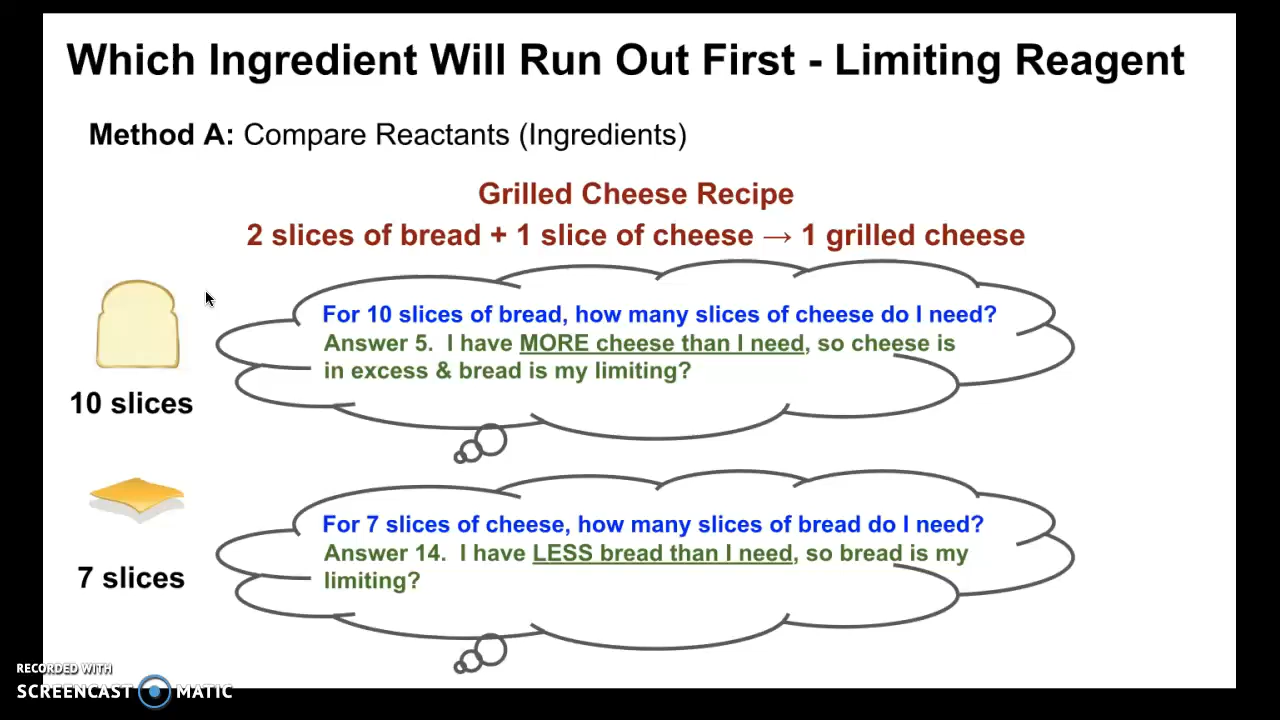 Which Ingredient Will Run Out First - Limiting Reagent
Method A: Compare Reactants (Ingredients)
Grilled Cheese Recipe
2 slices of bread + 1 slice of cheese → 1 grilled cheese
For 10 slices of bread, how many slices of cheese do I need?
Answer 5.  I have MORE cheese than I need, so cheese is
in excess & bread is my limiting?
10 slices
For 7 slices of cheese, how many slices of bread do I need?
Answer 14.  I have LESS bread than I need, so bread is my
limiting?
7 slices
RECORDED WITH
SCREENCAST MATIC